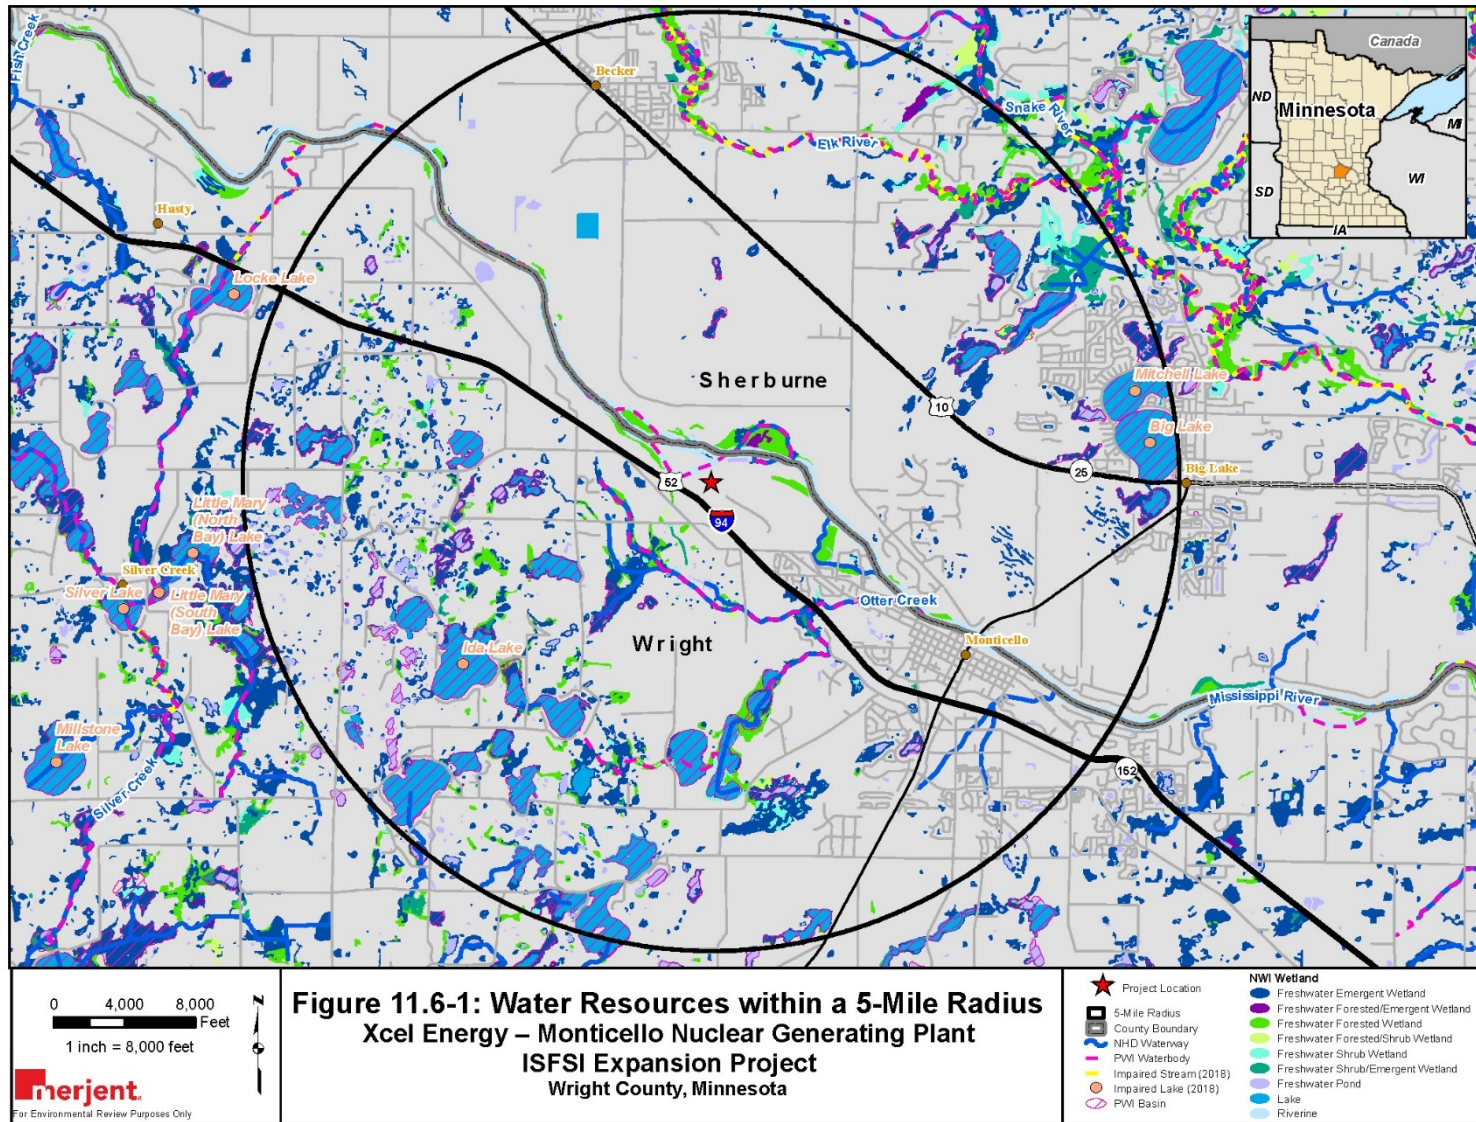 Fish Creek
Becker
Snake River
Elk River
Hasty
Locke Lake
Canada
ND
Minnesota
MI
SD
WI
IA
Sherburne
Mitchell Lake
10
Big Lake
25
Big Lake
52
94
Little Mary
(North
Bay) Lake
Silver Creek
Silver Lake
Little Mary
(South
Bay) Lake
Otter Creek
Ida Lake
Wright
Monticello
Mississippi River
Millstone
Lake
Silver Creek
152
0 4,000 8,000
Feet
1 inch = 8,000 feet
N
merjent.
For Environmental Review Purposes Only
Figure 11.6-1: Water Resources within a 5-Mile Radius
Xcel Energy – Monticello Nuclear Generating Plant
ISFSI Expansion Project
Wright County, Minnesota
Project Location
5-Mile Radius
County Boundary
NHD Waterway
PWI Waterbody
Impaired Stream (2018)
Impaired Lake (2018)
PWI Basin
NWI Wetland
Freshwater Emergent Wetland
Freshwater Forested/Emergent Wetland
Freshwater Forested Wetland
Freshwater Forested/Shrub Wetland
Freshwater Shrub Wetland
Freshwater Shrub/Emergent Wetland
Freshwater Pond
Lake
Riverine